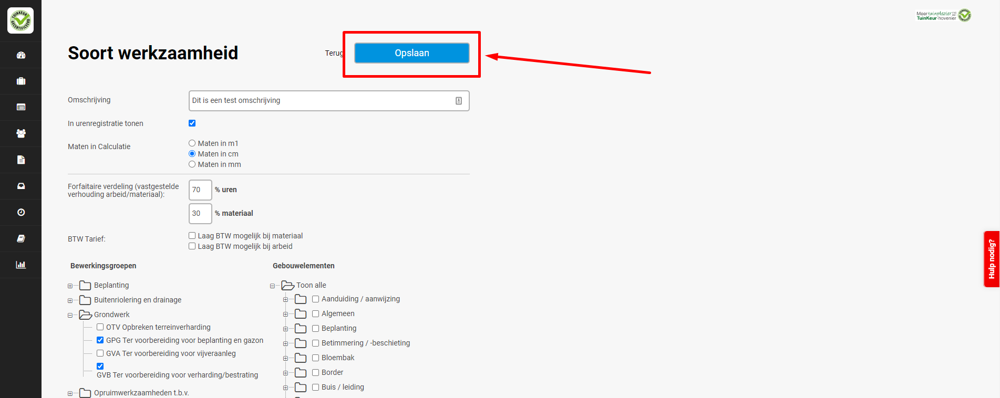 TUINKEUR
GECERTIFICEERD
Meer tuinplezier
TuinKeur-hovenier
Soort werkzaamheid
Terug
Opslaan
Omschrijving
Dit is een test omschrijving
In urenregistratie tonen
Maten in Calculatie
Maten in m1
Maten in cm
Maten in mm
Forfaitaire verdeling (vastgestelde
verhouding arbeid/materiaal):
70 % uren
30 % materiaal
BTW Tarief:
Laag BTW mogelijk bij materiaal
Laag BTW mogelijk bij arbeid
Bewerkingsgroepen
Beplanting
Buitenriolering en drainage
Grondwerk
OTV Opbreken terreinverharding
GPG Ter voorbereiding voor beplanting en gazon
GVA Ter voorbereiding voor vijveraanleg
GVB Ter voorbereiding voor verharding/bestrating
Opruimwerkzaamheden t.b.v.
Gebouwelementen
Toon alle
Aanduiding / aanwijzing
Algemeen
Beplanting
Betimmering / -beschieting
Bloembak
Border
Buis / leiding
Hulp nodig?